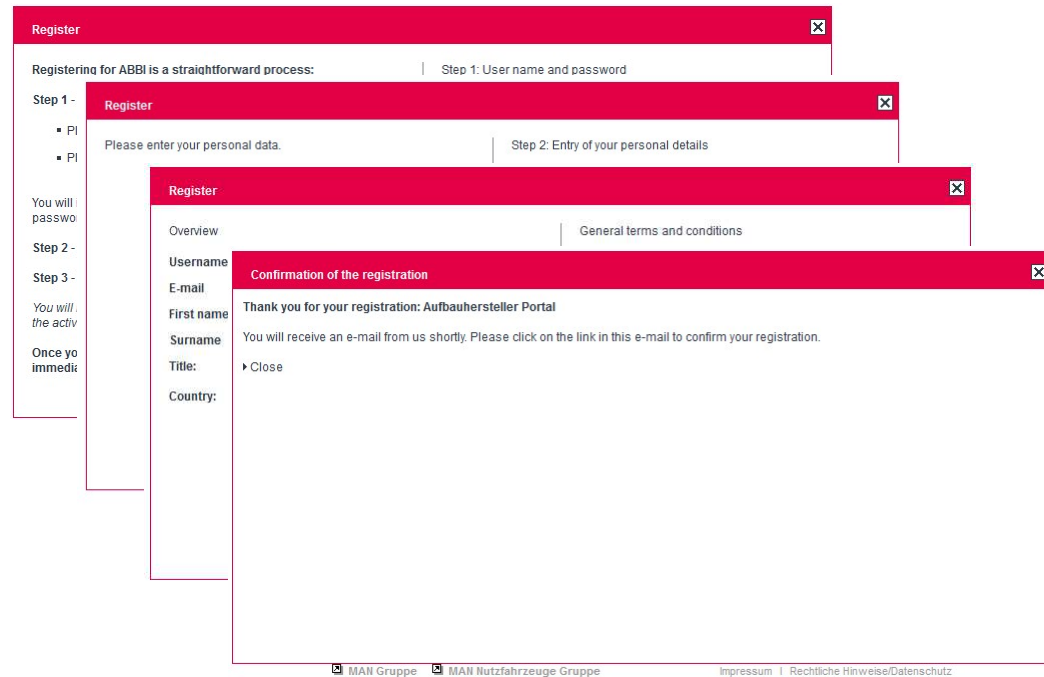 Register
Registering for ABBI is a straightforward process:
Step 1: User name and password
Step 1 -
You will
Step 2 -
Step 3 -
You will
the activ
Once yo
immedia
Register
Please enter your personal data.
Step 2: Entry of your personal details
Register
Overview
General terms and conditions
Username
E-mail
First name
Surname
Title:
Country:
Confirmation of the registration
Thank you for your registration: Aufbauhersteller Portal
You will receive an e-mail from us shortly. Please click on the link in this e-mail to confirm your registration.
Close
MAN Gruppe MAN Nutzfahrzeuge Gruppe Impressum | Rechtliche Hinweise/Datenschutz